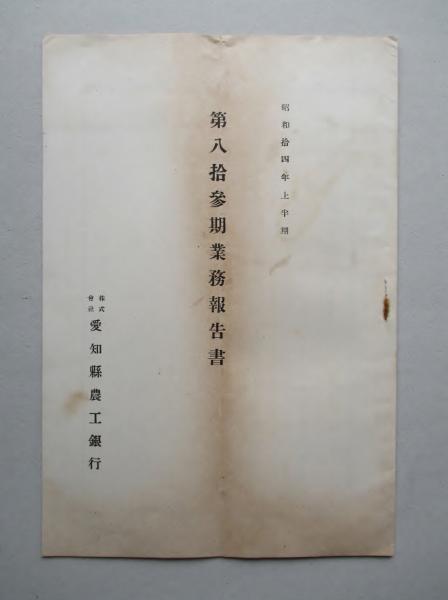 昭和拾四年上半期
第八拾參期業務報告書
株式會社愛知縣農工銀行